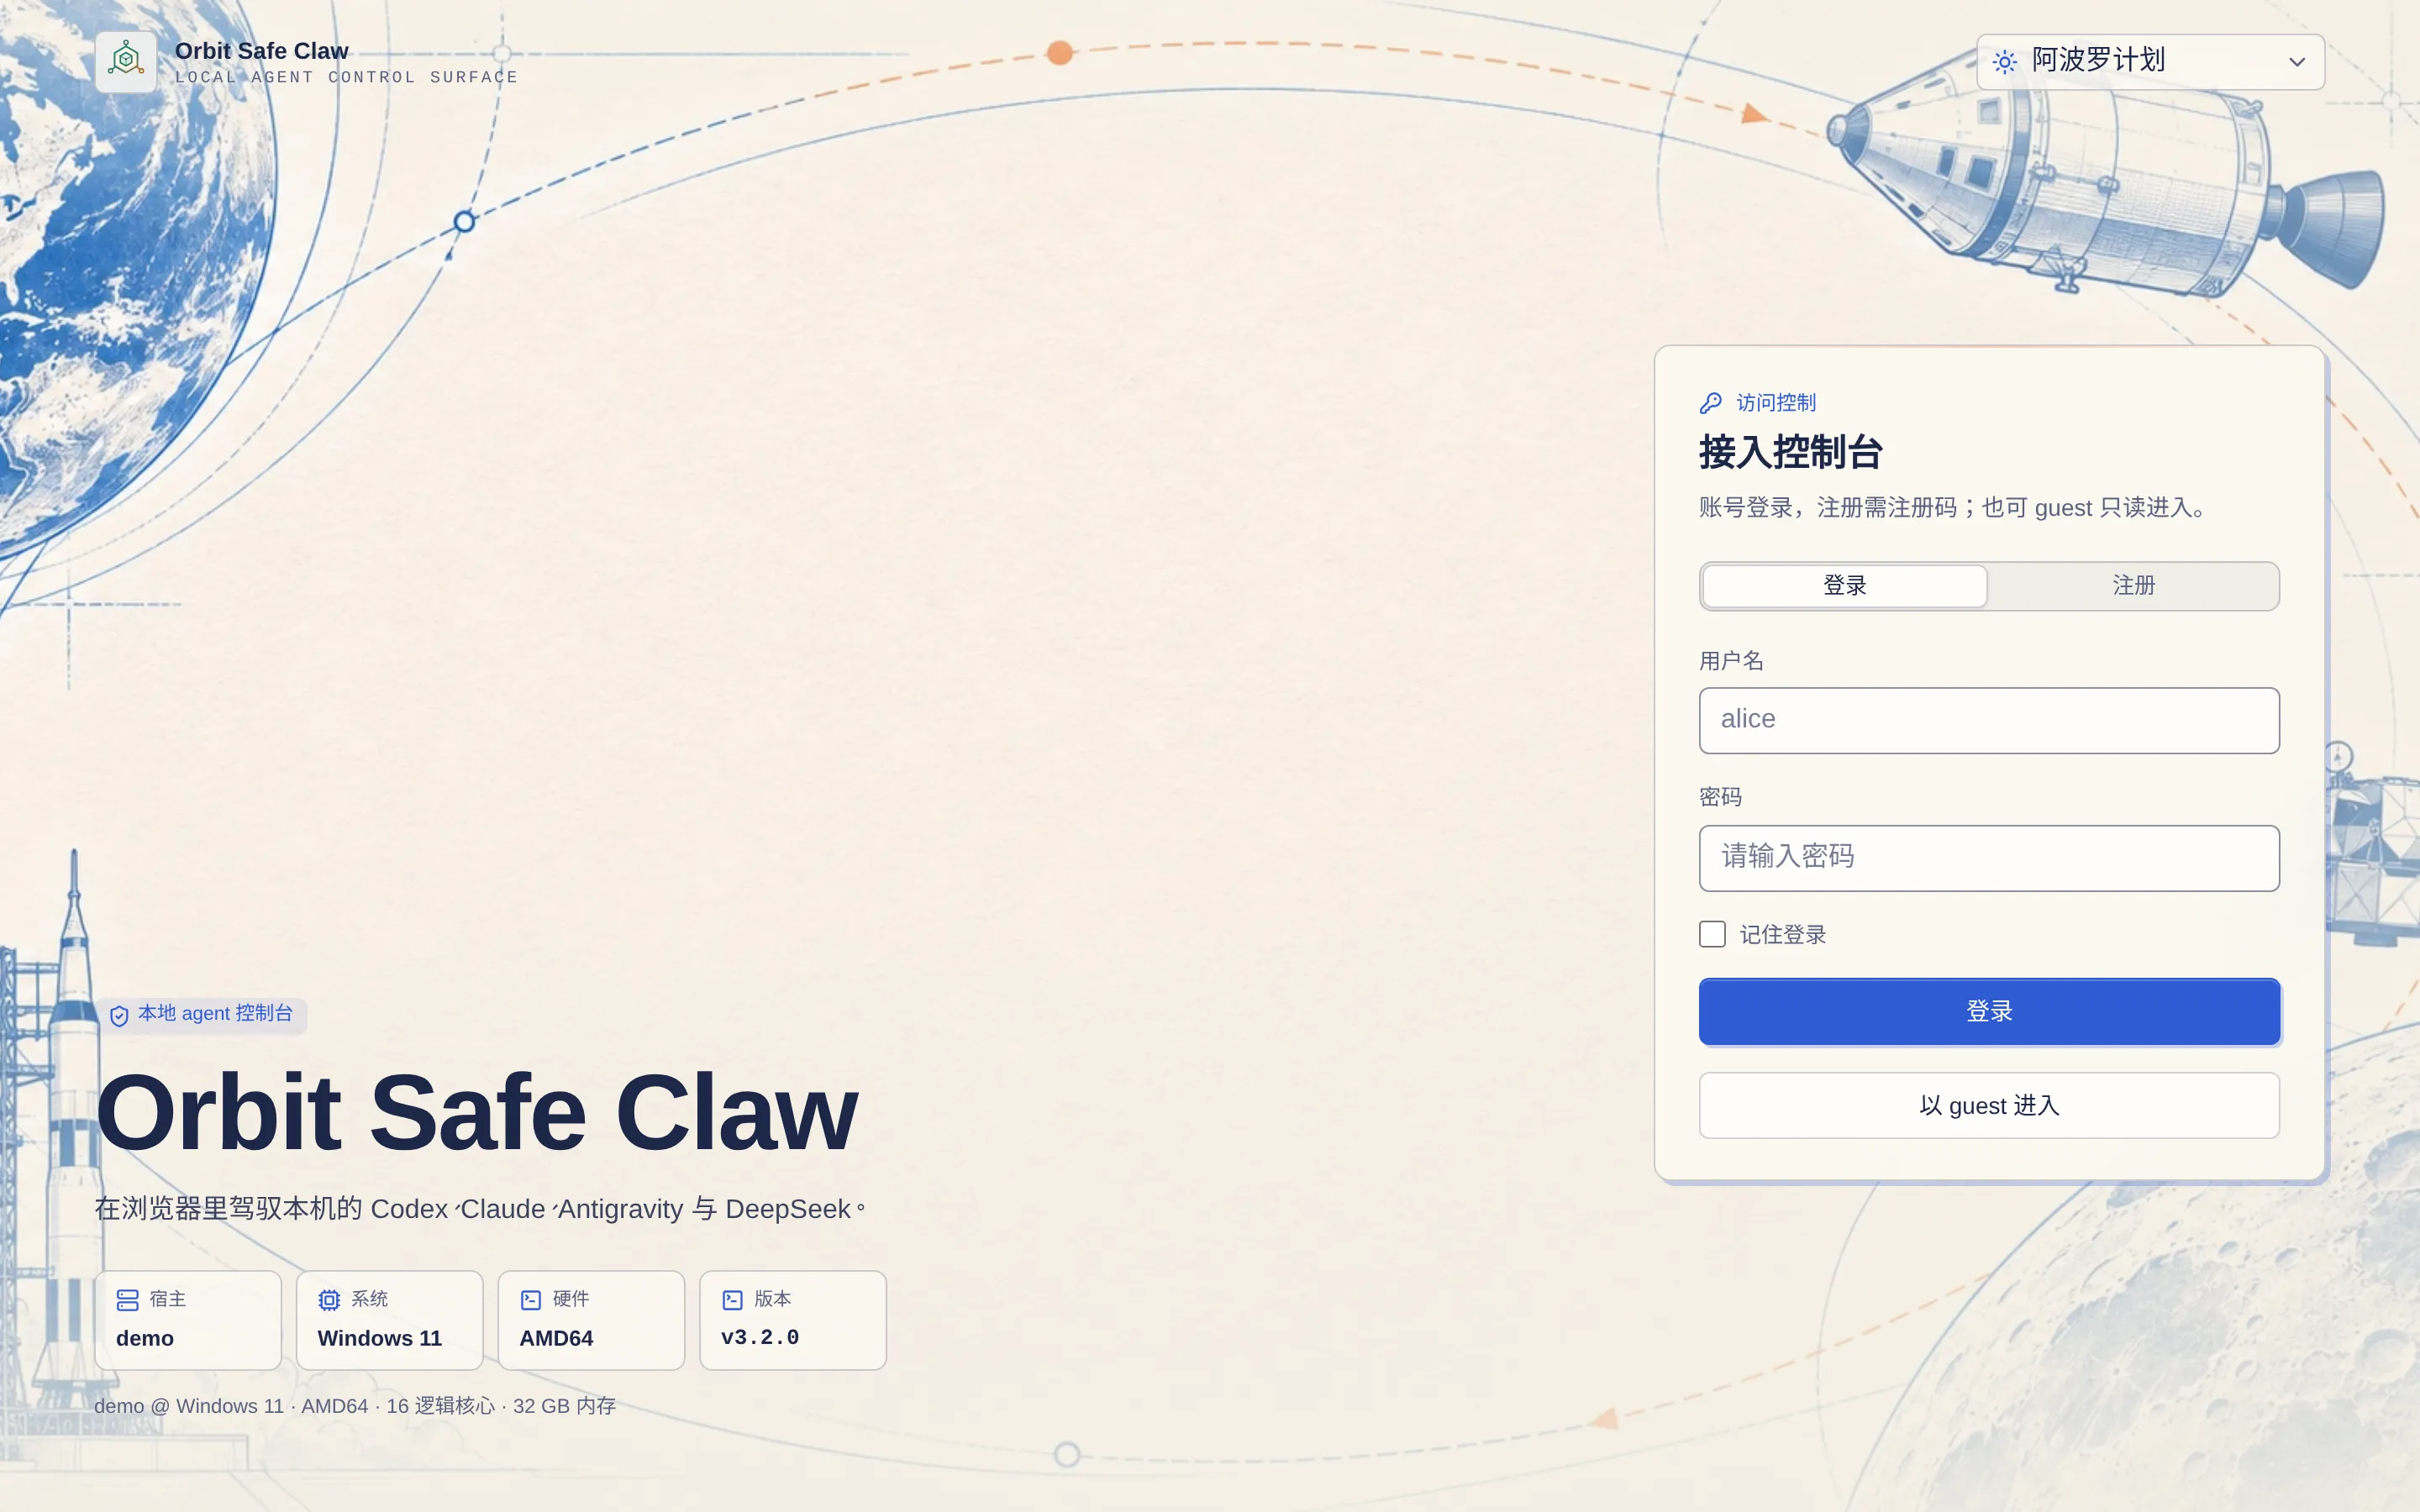 Orbit Safe Claw
LOCAL AGENT CONTROL SURFACE
阿波罗计划
访问控制
接入控制台
账号登录，注册需注册码；也可 guest 只读进入。
登录
注册
用户名
alice
密码
请输入密码
记住登录
登录
以 guest 进入
本地 agent 控制台
Orbit Safe Claw
在浏览器里驾驭本机的 Codex、Claude、Antigravity 与 DeepSeek。
宿主
demo
系统
Windows 11
硬件
AMD64
版本
v3.2.0
demo @ Windows 11 · AMD64 · 16 逻辑核心 · 32 GB 内存